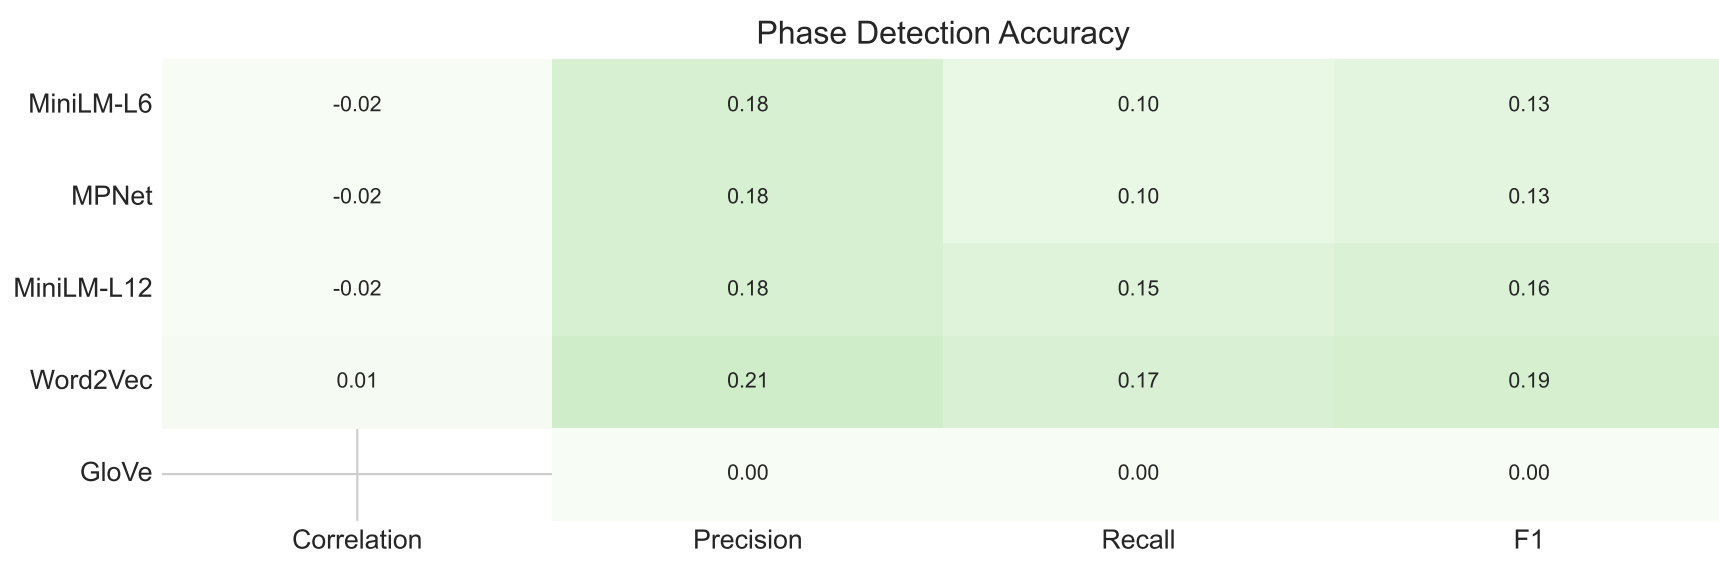 Phase Detection Accuracy
MiniLM-L6 -0.02 0.18 0.10 0.13
MPNet -0.02 0.18 0.10 0.13
MiniLM-L12 -0.02 0.18 0.15 0.16
Word2Vec 0.01 0.21 0.17 0.19
GloVe 0.00 0.00 0.00
Correlation Precision Recall F1